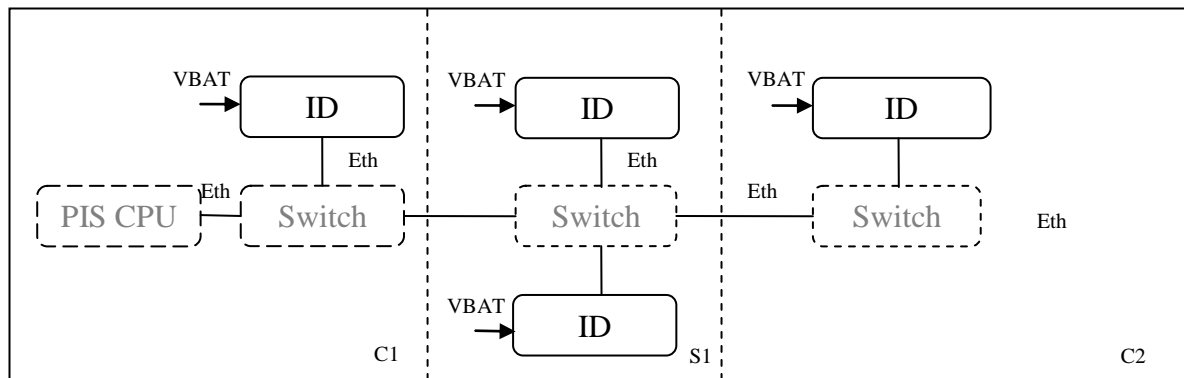 VBAT
ID
Eth
VBAT
ID
Eth
VBAT
ID
PIS CPU
Eth
Switch
Switch
Eth
Switch
Eth
VBAT
ID
C1
S1
C2